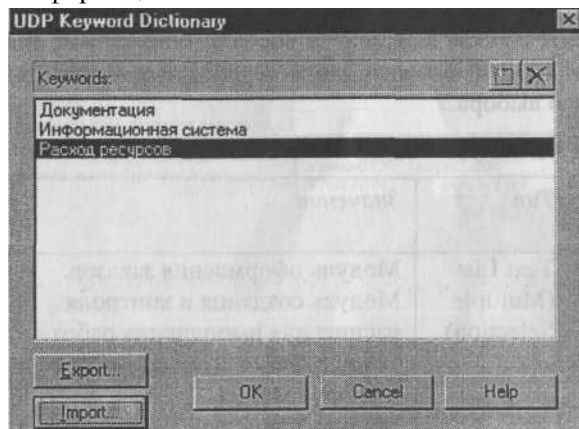 UDP Keyword Dictionary
Keywords:
Документация
Информационная система
Расход ресурсов
Export...
OK
Cancel
Help
Import...